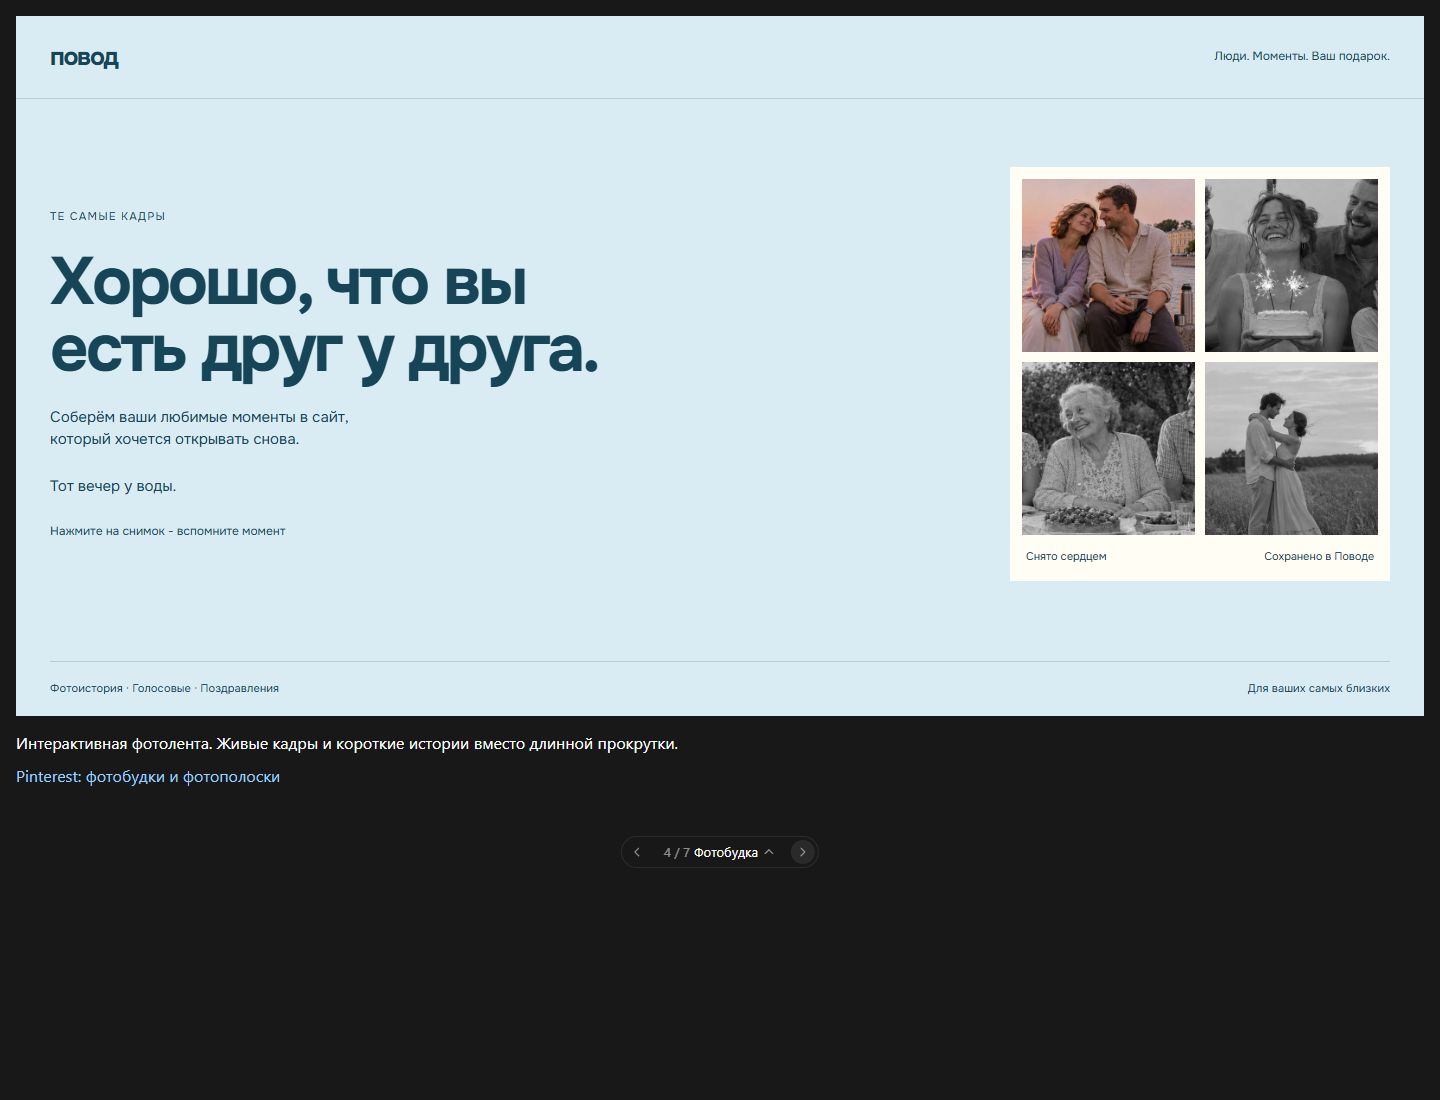 повод
Люди. Моменты. Ваш подарок.
ТЕ САМЫЕ КАДРЫ
Хорошо, что вы
есть друг у друга.
Соберём ваши любимые моменты в сайт,
который хочется открывать снова.
Тот вечер у воды.
Нажмите на снимок - вспомните момент
Снято сердцем
Сохранено в Поводе
Фотоистория · Голосовые · Поздравления
Для ваших самых близких
Интерактивная фотолента. Живые кадры и короткие истории вместо длинной прокрутки.
Pinterest: фотобудки и фотополоски
4 / 7 Фотобудка